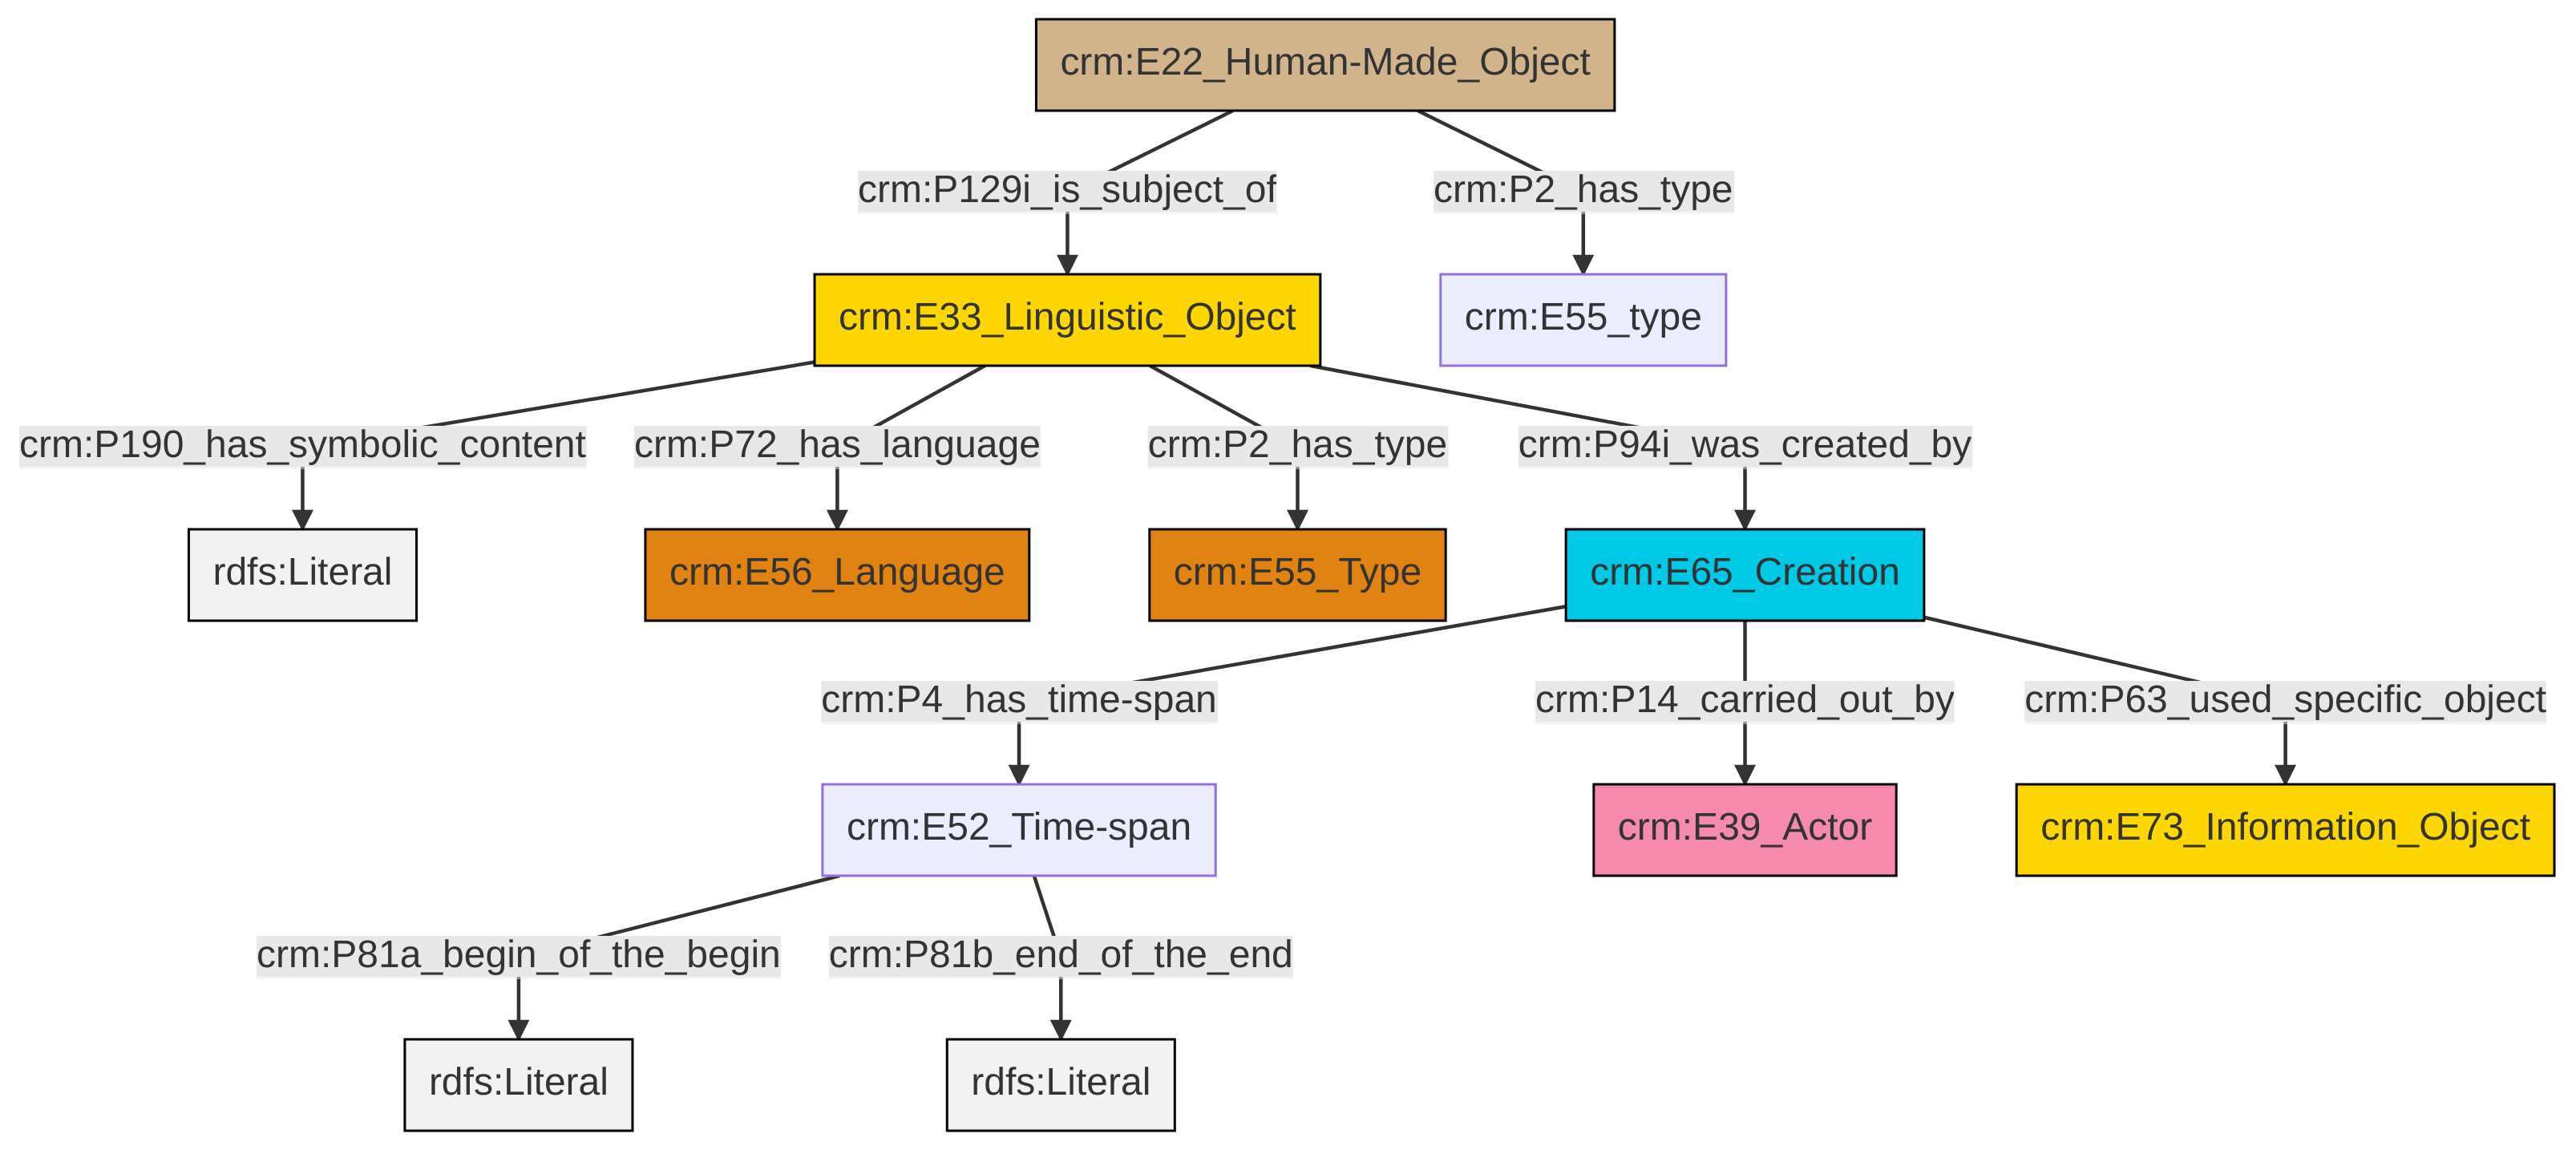 crm:E22_Human-Made_Object
crm:P129i_is_subject_of
crm:P2_has_type
crm:E33_Linguistic_Object
crm:E55_type
crm:P190_has_symbolic_content
crm:P72_has_language
crm:P2_has_type
crm:P94i_was_created_by
rdfs:Literal
crm:E56_Language
crm:E55_Type
crm:E65_Creation
crm:P4_has_time-span
crm:P14_carried_out_by
crm:P63_used_specific_object
crm:E52_Time-span
crm:E39_Actor
crm:E73_Information_Object
crm:P81a_begin_of_the_begin
crm:P81b_end_of_the_end
rdfs:Literal
rdfs:Literal